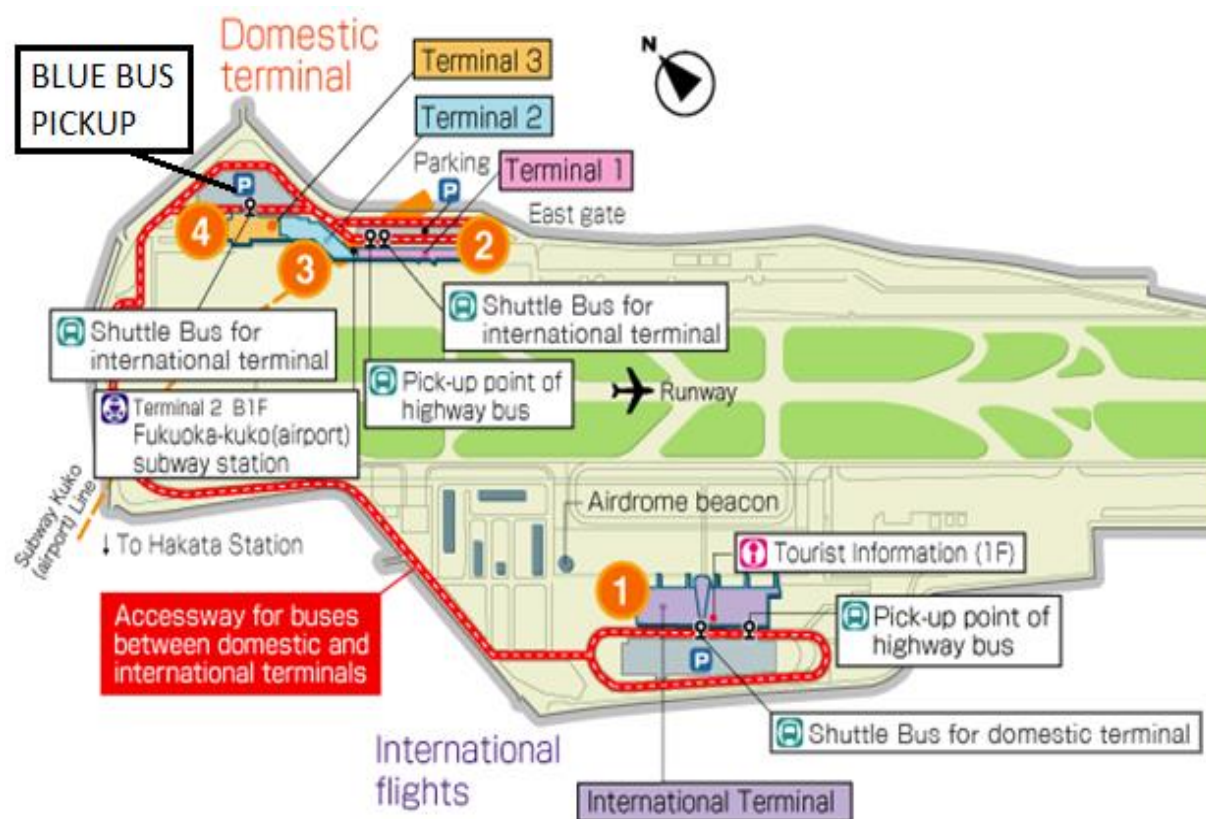 Domestic
terminal
N
BLUE BUS
PICKUP
Terminal 3
Terminal 2
Parking
P
Terminal 1
P
East gate
4
3
2
Shuttle Bus for
international terminal
Shuttle Bus for
international terminal
Pick-up point of
highway bus
Runway
Terminal 2 B1F
Fukuoka-kuko(airport)
subway station
Subway Kuko
(airport) Line
↓ To Hakata Station
Airdrome beacon
Tourist Information (1F)
1
Accessway for buses
between domestic and
international terminals
Pick-up point of
highway bus
P
Shuttle Bus for domestic terminal
International
flights
International Terminal